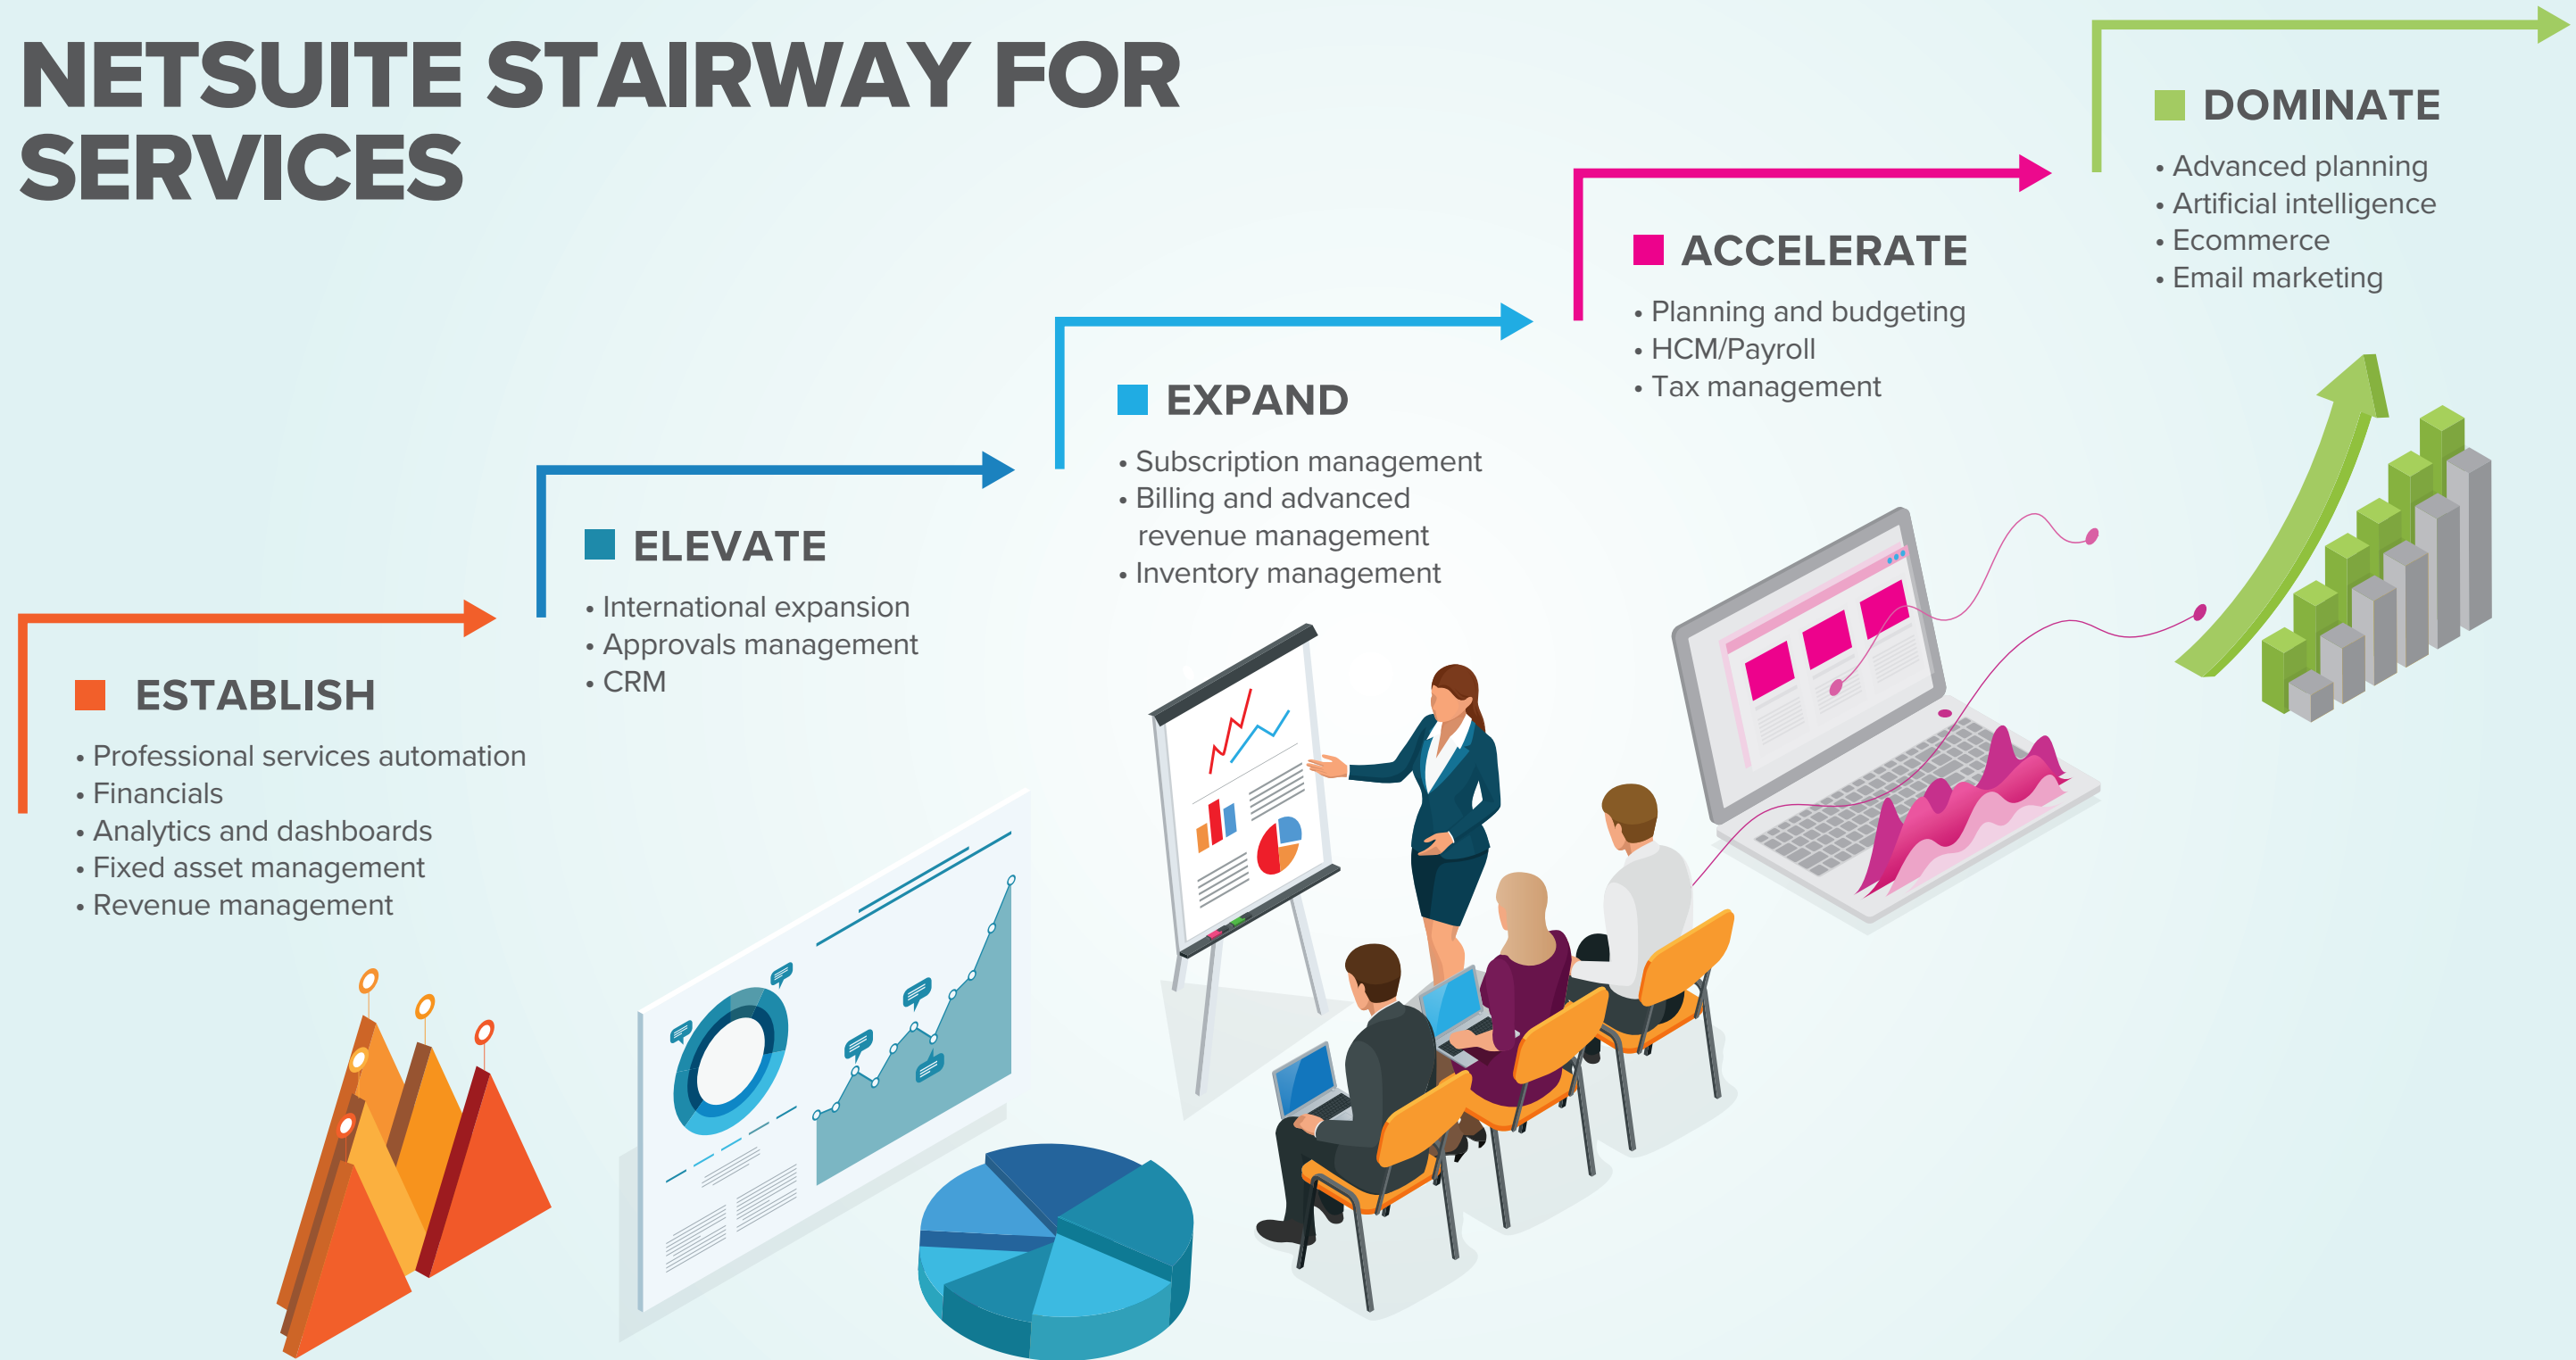 NETSUITE STAIRWAY FOR
SERVICES
ESTABLISH
• Professional services automation
• Financials
• Analytics and dashboards
• Fixed asset management
• Revenue management
ELEVATE
• International expansion
• Approvals management
• CRM
EXPAND
• Subscription management
• Billing and advanced
revenue management
• Inventory management
ACCELERATE
• Planning and budgeting
• HCM/Payroll
• Tax management
DOMINATE
• Advanced planning
• Artificial intelligence
• Ecommerce
• Email marketing